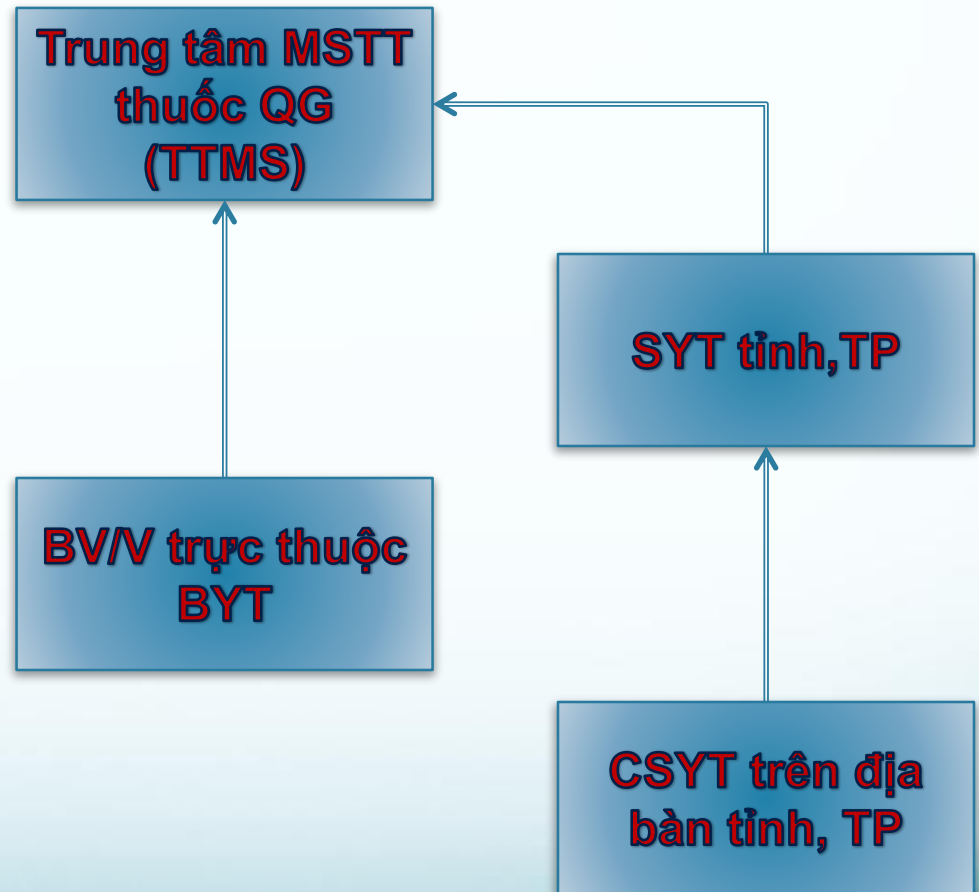 Trung tâm MSTT
thuốc QG
(TTMS)
SYT tỉnh,TP
BV/V trực thuộc
BYT
CSYT trên địa
bàn tỉnh, TP